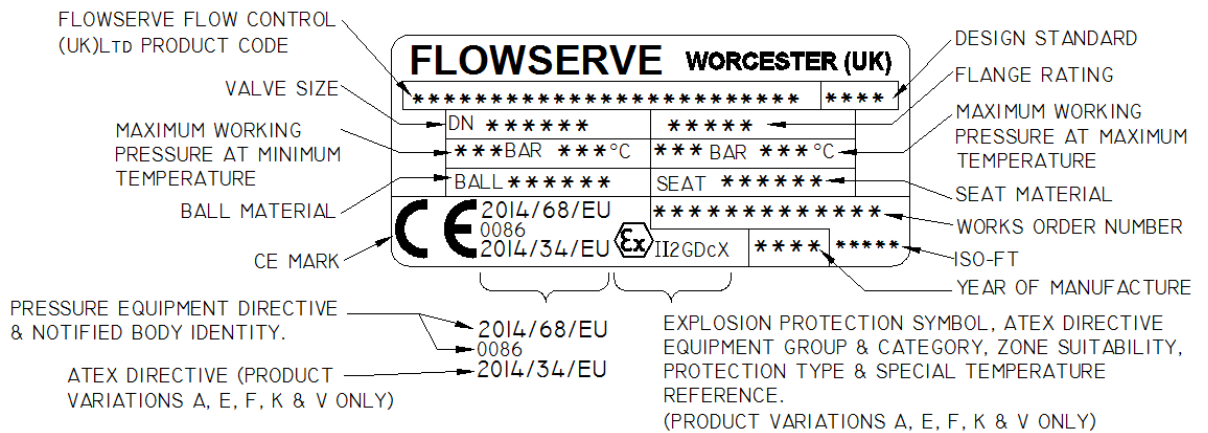 FLOWSERVE FLOW CONTROL
(UK)LTD PRODUCT CODE
VALVE SIZE
MAXIMUM WORKING
PRESSURE AT MINIMUM
TEMPERATURE
BALL MATERIAL
CE MARK
FLOWSERVE WORCESTER (UK)
************************** ****
DN ****** *****
***BAR ***°C *** BAR ***°C
BALL****** SEAT ******
CE 2014/68/EU *************
0086
2014/34/EU Ex II2GDcX **** *****
DESIGN STANDARD
FLANGE RATING
MAXIMUM WORKING
PRESSURE AT MAXIMUM
TEMPERATURE
SEAT MATERIAL
WORKS ORDER NUMBER
ISO-FT
YEAR OF MANUFACTURE
PRESSURE EQUIPMENT DIRECTIVE
& NOTIFIED BODY IDENTITY.
ATEX DIRECTIVE (PRODUCT
VARIATIONS A, E, F, K & V ONLY)
2014/68/EU
0086
2014/34/EU
EXPLOSION PROTECTION SYMBOL, ATEX DIRECTIVE
EQUIPMENT GROUP & CATEGORY, ZONE SUITABILITY,
PROTECTION TYPE & SPECIAL TEMPERATURE
REFERENCE.
(PRODUCT VARIATIONS A, E, F, K & V ONLY)